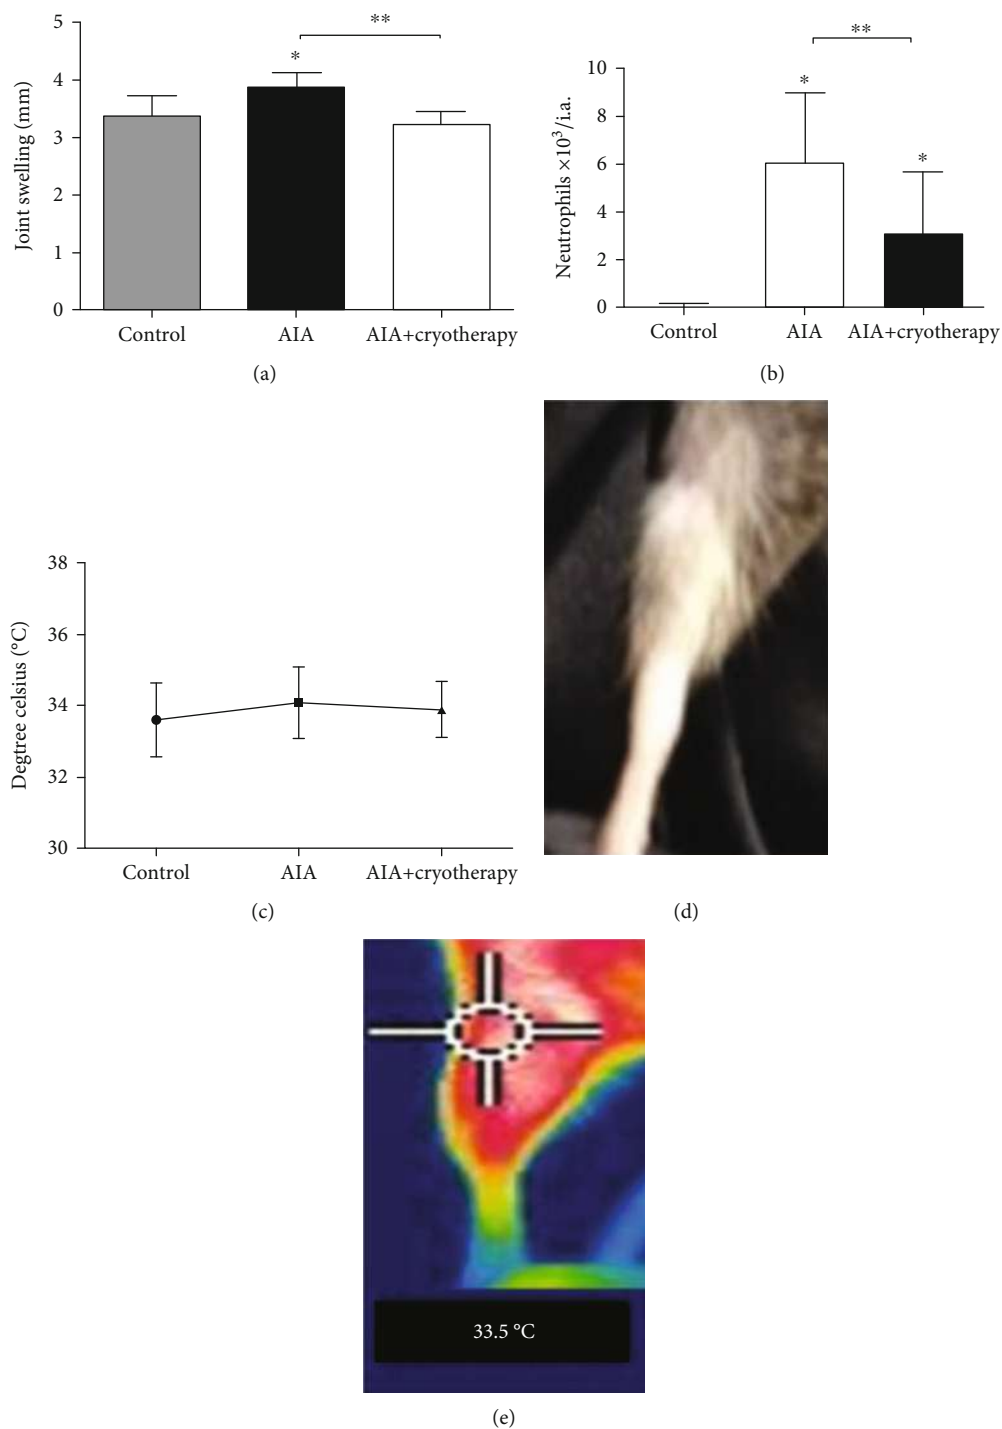 5
4
3
2
1
0
Joint swelling (mm)
*
**
Control
AIA
AIA+cryotherapy
(a)
10
8
6
4
2
0
Neutrophils ×10³/i.a.
*
**
*
Control
AIA
AIA+cryotherapy
(b)
38
36
34
32
30
Degtree celsius (°C)
Control
AIA
AIA+cryotherapy
(c)
(d)
33.5 °C
(e)